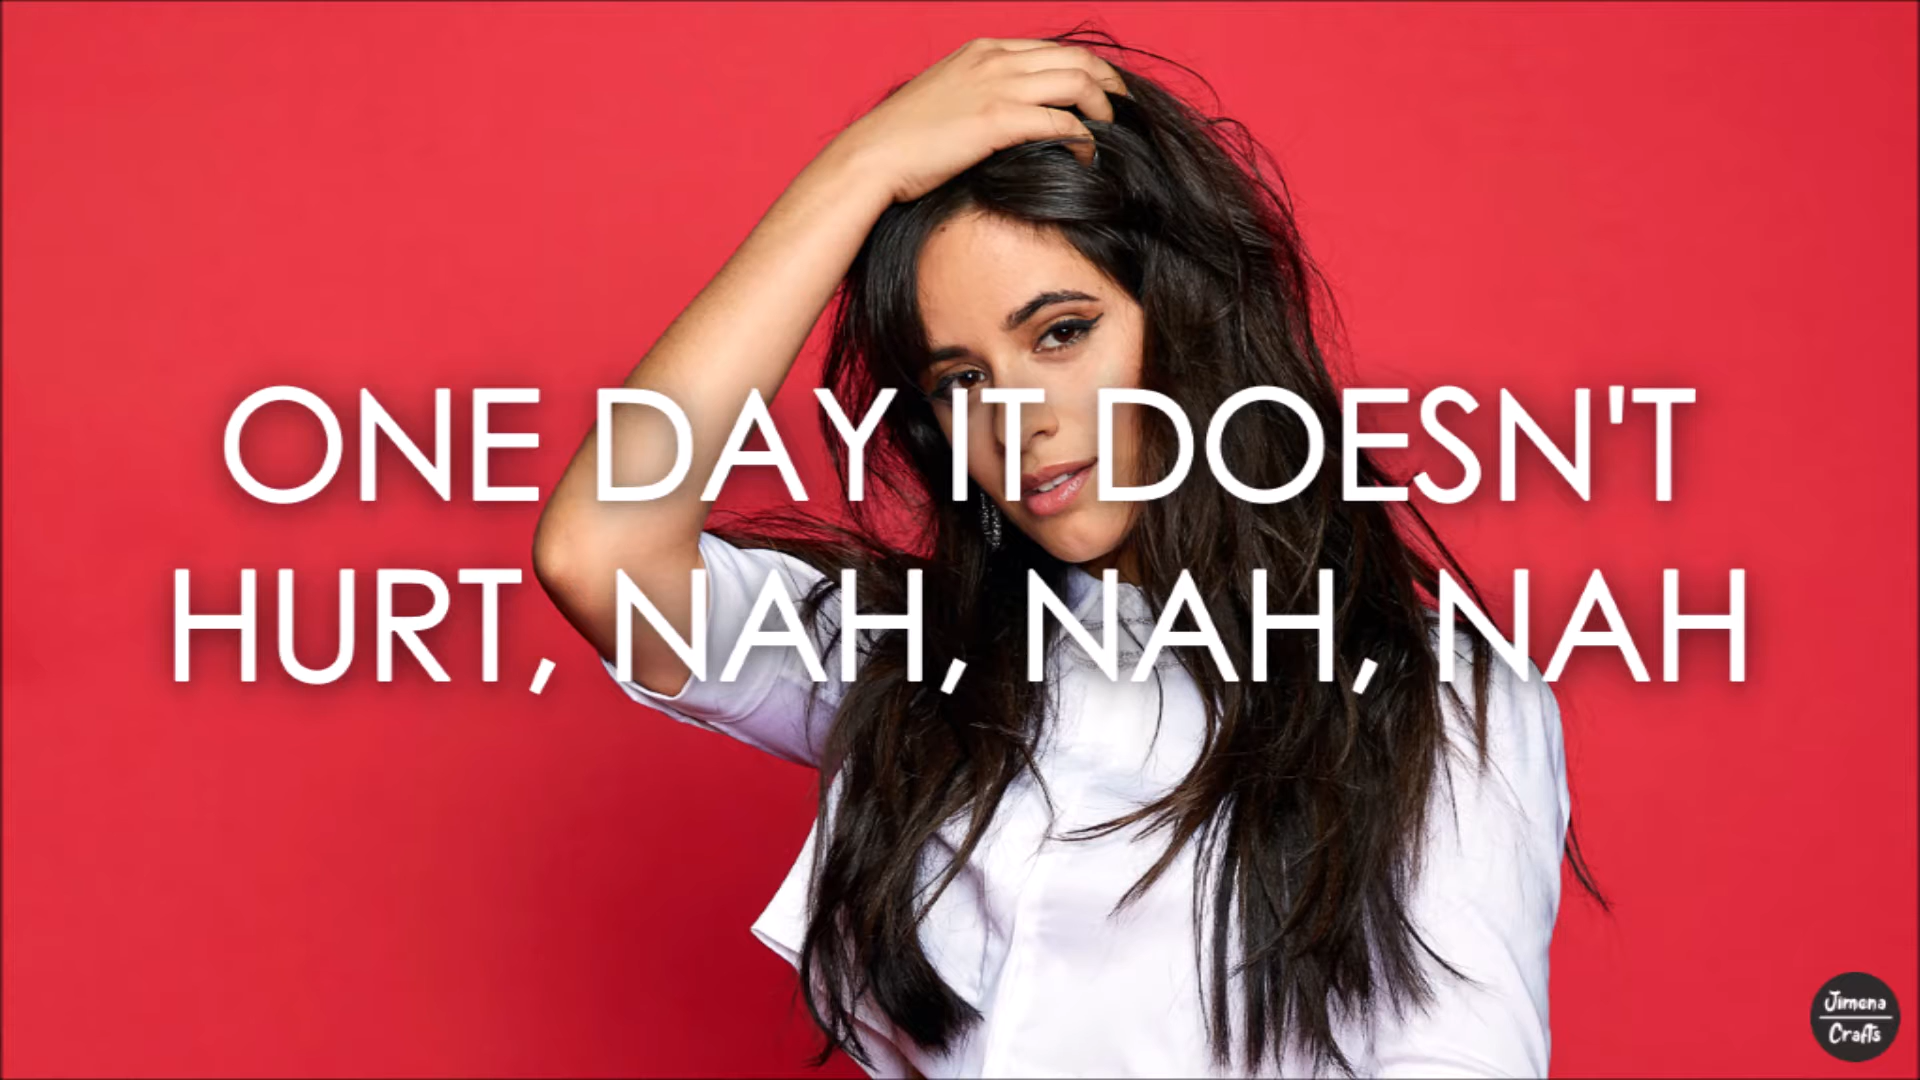 ONE DAY IT DOESN'T
HURT, NAH, NAH, NAH
Jimena
Crafts